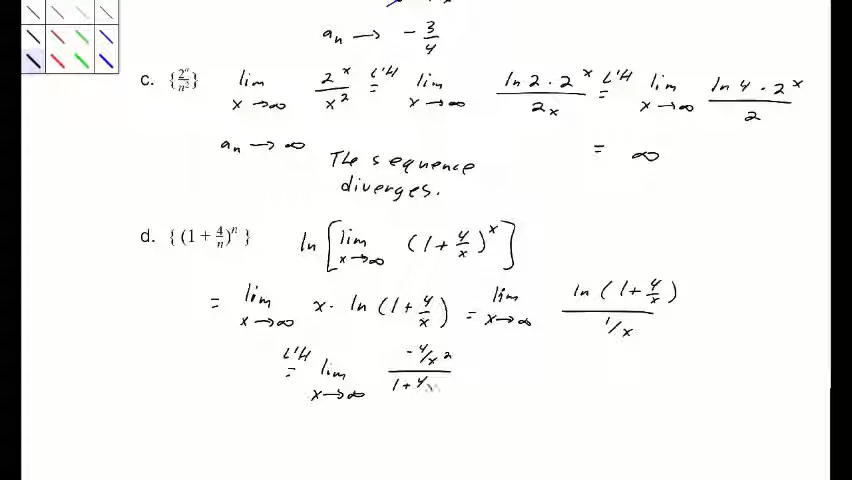 aₙ → - 3/4
c. {2ⁿ/n²} lim x→∞ 2ˣ/x² L'H = lim x→∞ ln 2 · 2ˣ/2x L'H = lim x→∞ ln 4 · 2ˣ/2
aₙ → ∞ = ∞
The sequence
diverges.
d. { (1 + 4/n)ⁿ } ln [ lim x→∞ (1 + 4/x)ˣ ]
= lim x→∞ x · ln (1 + 4/x) = lim x→∞ ln (1 + 4/x) / 1/x
L'H = lim x→∞ -4/x² / 1 + 4